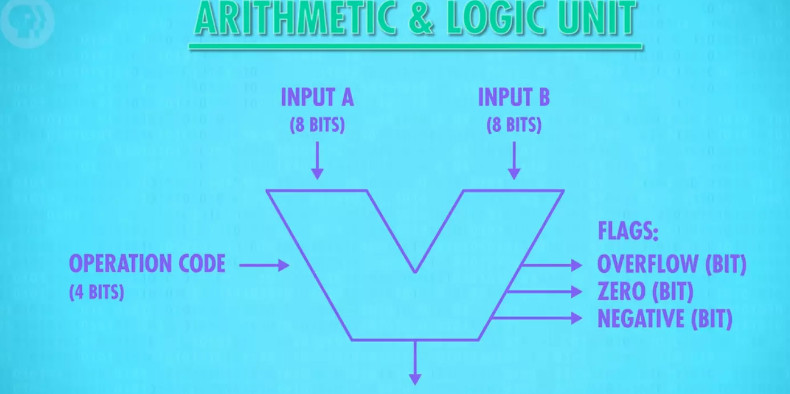 ARITHMETIC & LOGIC UNIT
INPUT A
(8 BITS)
INPUT B
(8 BITS)
OPERATION CODE
(4 BITS)
FLAGS:
OVERFLOW (BIT)
ZERO (BIT)
NEGATIVE (BIT)